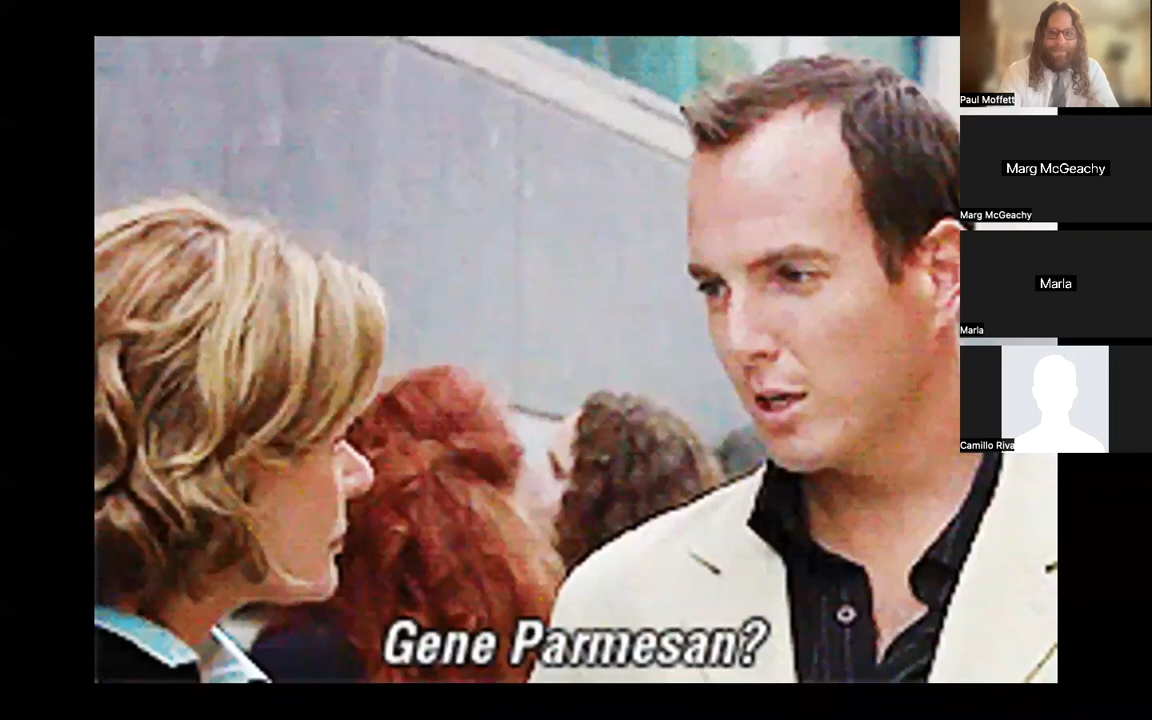 Paul Moffett
Marg McGeachy
Marg McGeachy
Marla
Marla
Camillo Riva
Gene Parmesan?